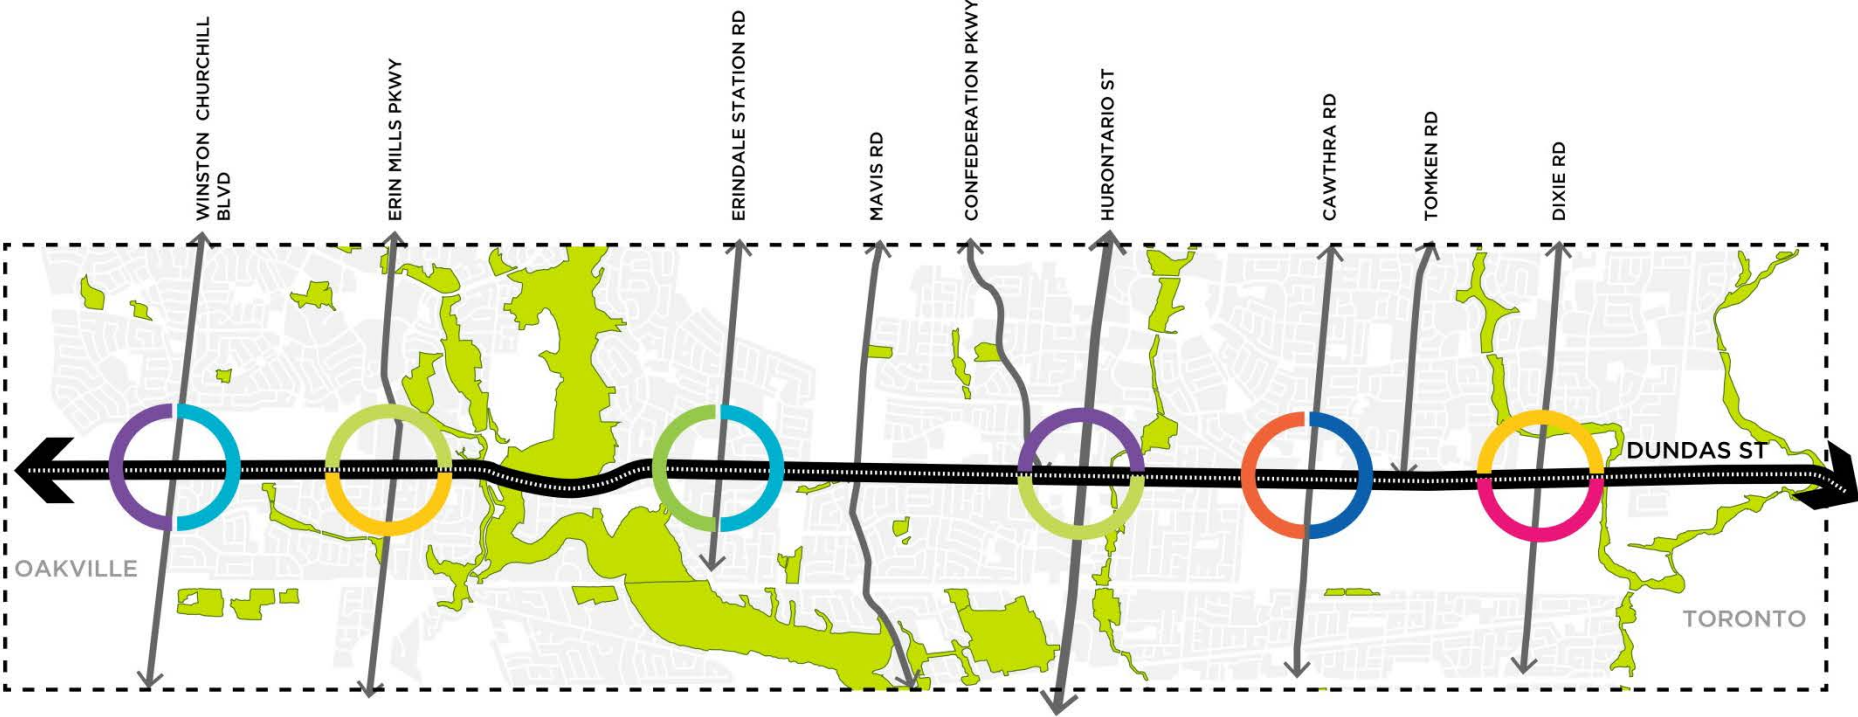 WINSTON CHURCHILL
BLVD
ERIN MILLS PKWY
ERINDALE STATION RD
MAVIS RD
CONFEDERATION PKWY
HURONTARIO ST
CAWTHRA RD
TOMKEN RD
DIXIE RD
DUNDAS ST
OAKVILLE
TORONTO